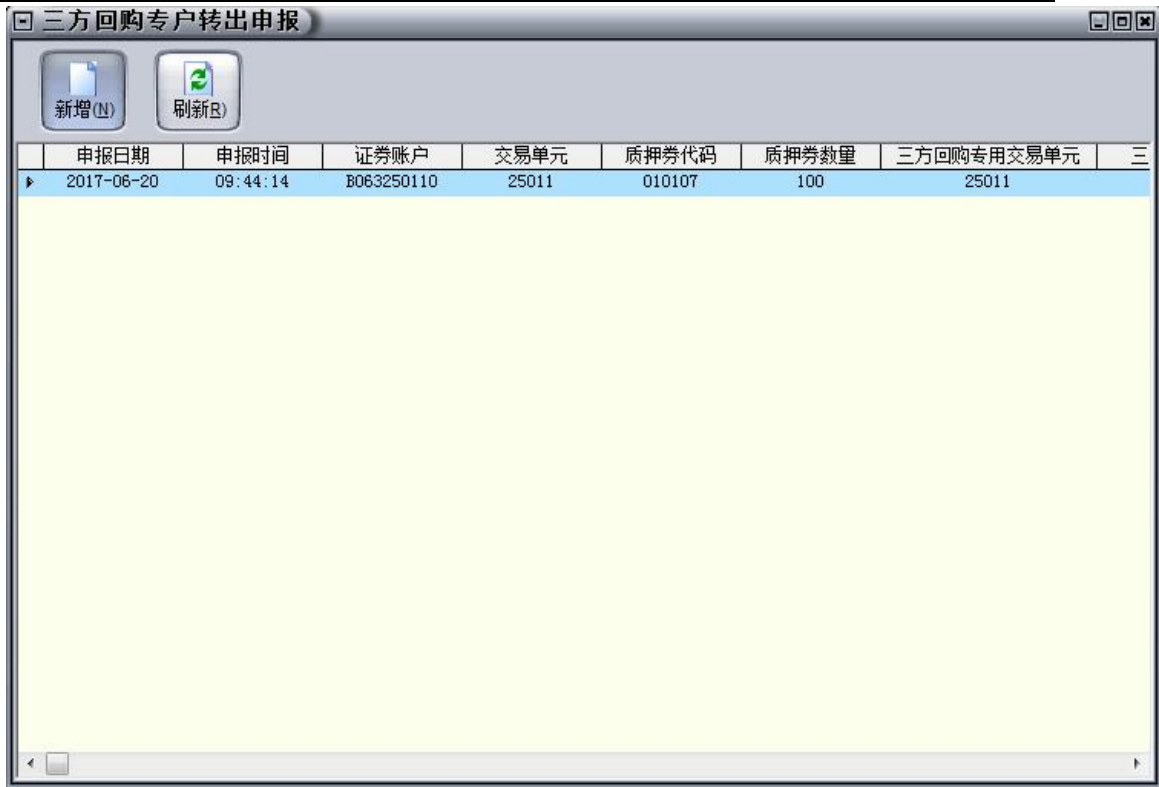 三方回购专户转出申报
新增(N) 刷新R)
申报日期 申报时间 证券账户 交易单元 质押券代码 质押券数量 三方回购专用交易单元 三
2017-06-20 09:44:14 B063250110 25011 010107 100 25011